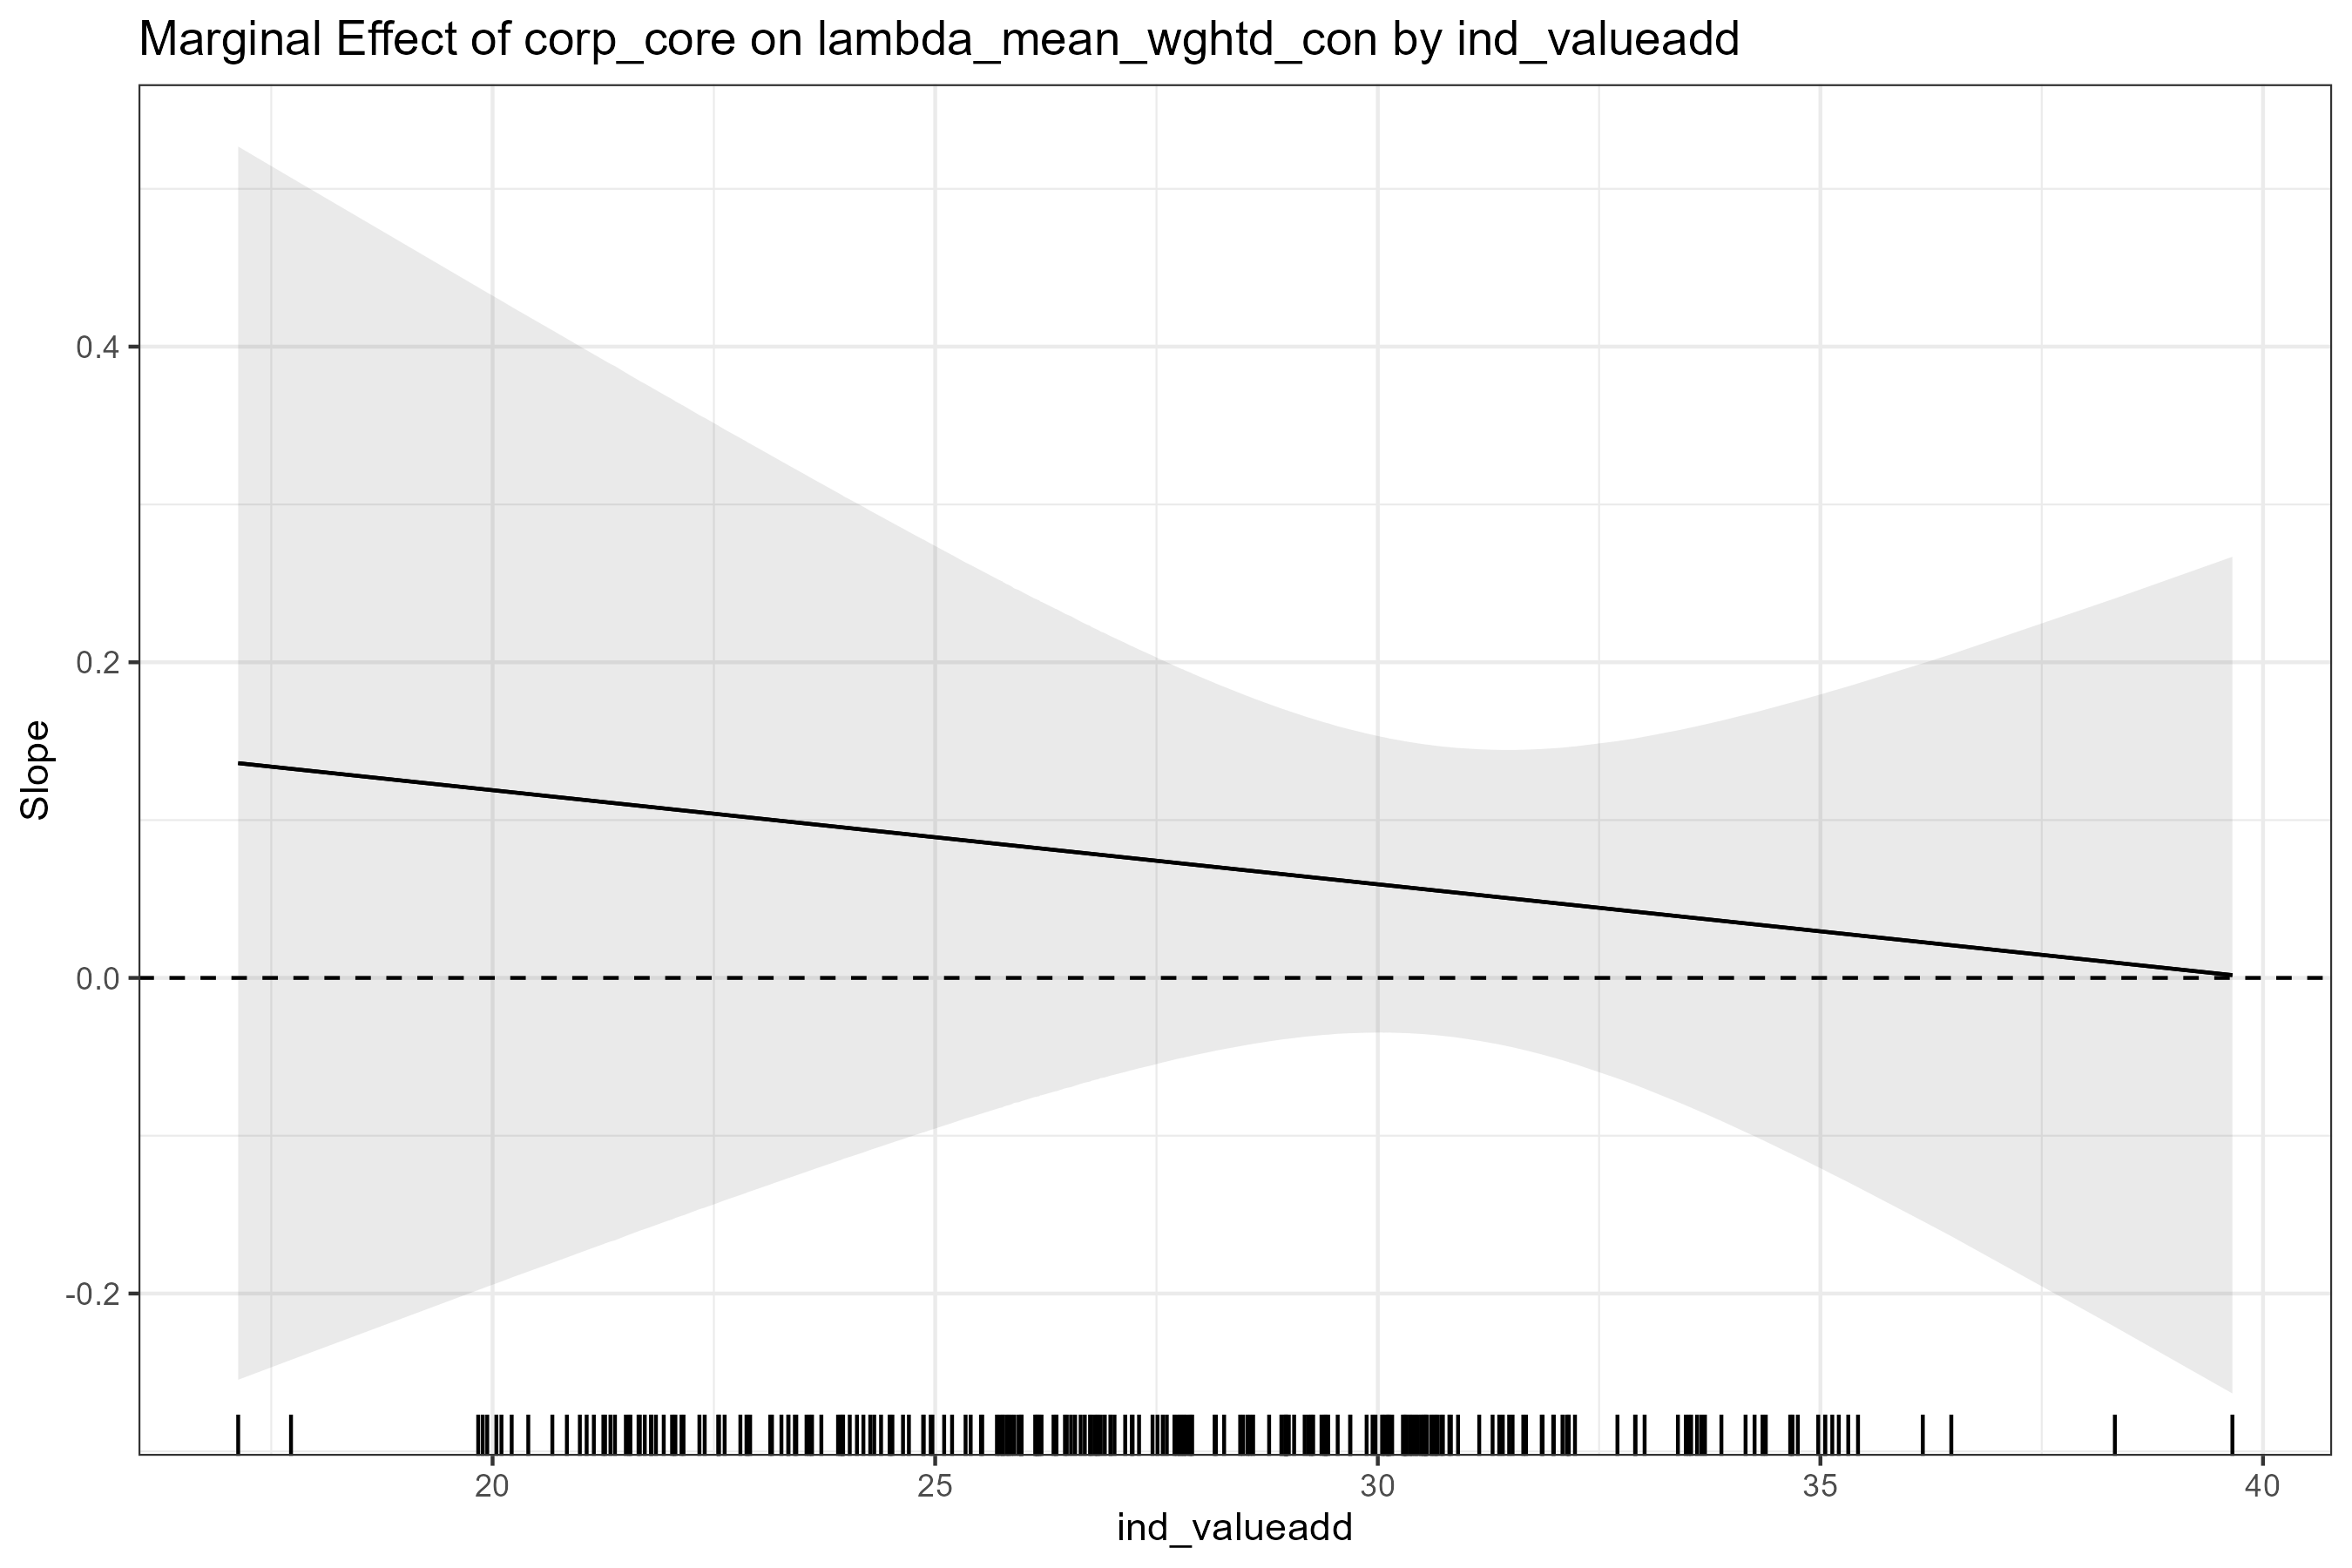 Marginal Effect of corp_core on lambda_mean_wghtd_con by ind_valueadd
Slope
0.4
0.2
0.0
-0.2
20 25 30 35 40
ind_valueadd